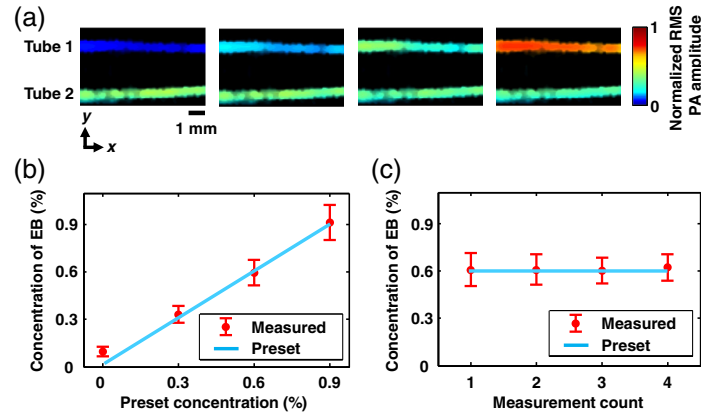 (a)
Tube 1
Tube 2
y
x
1 mm
1
0
Normalized RMS
PA amplitude
(b)
Concentration of EB (%)
0.9
0.6
0.3
0
0
0.3
0.6
0.9
Preset concentration (%)
Measured
Preset
(c)
Concentration of EB (%)
0.9
0.6
0.3
0
1
2
3
4
Measurement count
Measured
Preset